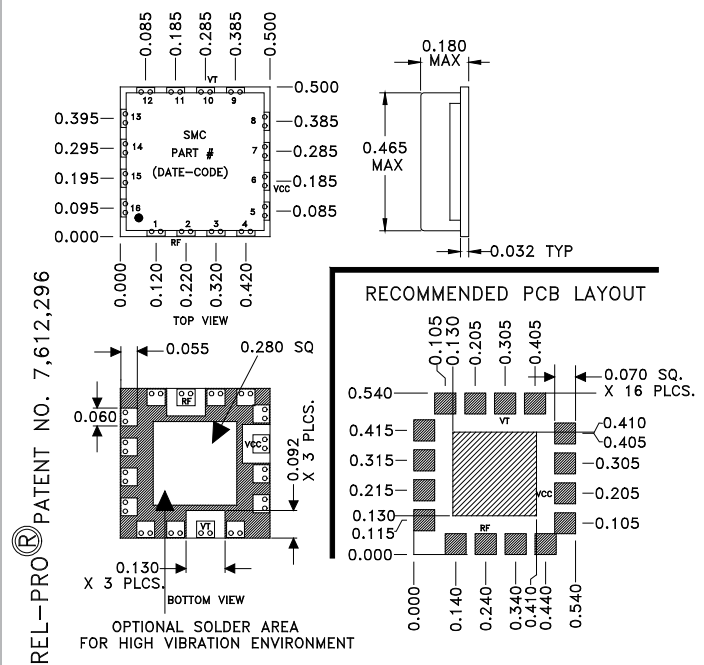 0.085
0.185
0.285
0.385
0.500
VT
12 11 10 9
0.500
0.395
13
8
0.385
SMC
PART #
(DATE-CODE)
0.295
14
7
0.285
0.195
15
6
0.185
VCC
0.095
16
5
0.085
1 2 3 4
0.000
RF
0.000
0.120
0.220
0.320
0.420
TOP VIEW
0.180
MAX
0.465
MAX
0.032 TYP
REL-PRO® PATENT NO. 7,612,296
0.055
0.280 SQ
0.060
RF
VCC
VT
0.092
X 3 PLCS.
0.130
X 3 PLCS.
BOTTOM VIEW
OPTIONAL SOLDER AREA
FOR HIGH VIBRATION ENVIRONMENT
RECOMMENDED PCB LAYOUT
0.105
0.130
0.205
0.305
0.405
0.070 SQ.
X 16 PLCS.
0.540
VT
0.415
0.410
0.405
0.315
0.305
0.215
VCC
0.205
0.130
0.115
RF
0.105
0.000
0.000
0.140
0.240
0.340
0.410
0.440
0.540